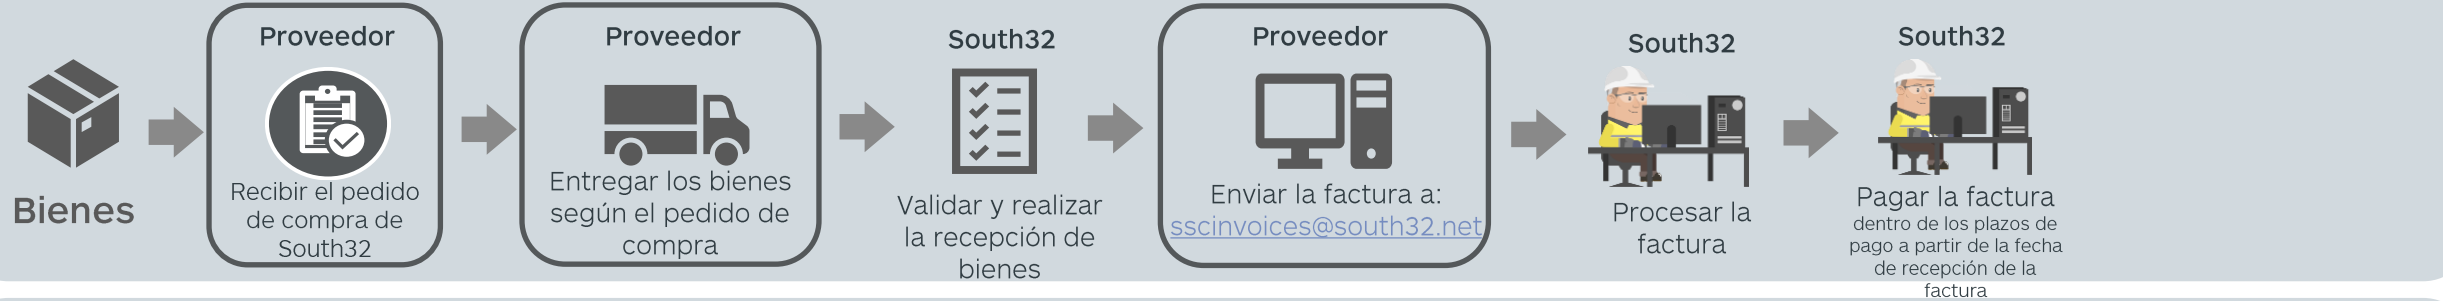 Bienes
Proveedor
Recibir el pedido
de compra de
South32
Proveedor
Entregar los bienes
según el pedido de
compra
South32
Validar y realizar
la recepción de
bienes
Proveedor
Enviar la factura a:
sscinvoices@south32.net
South32
Procesar la
factura
South32
Pagar la factura
dentro de los plazos de
pago a partir de la fecha
de recepción de la
factura